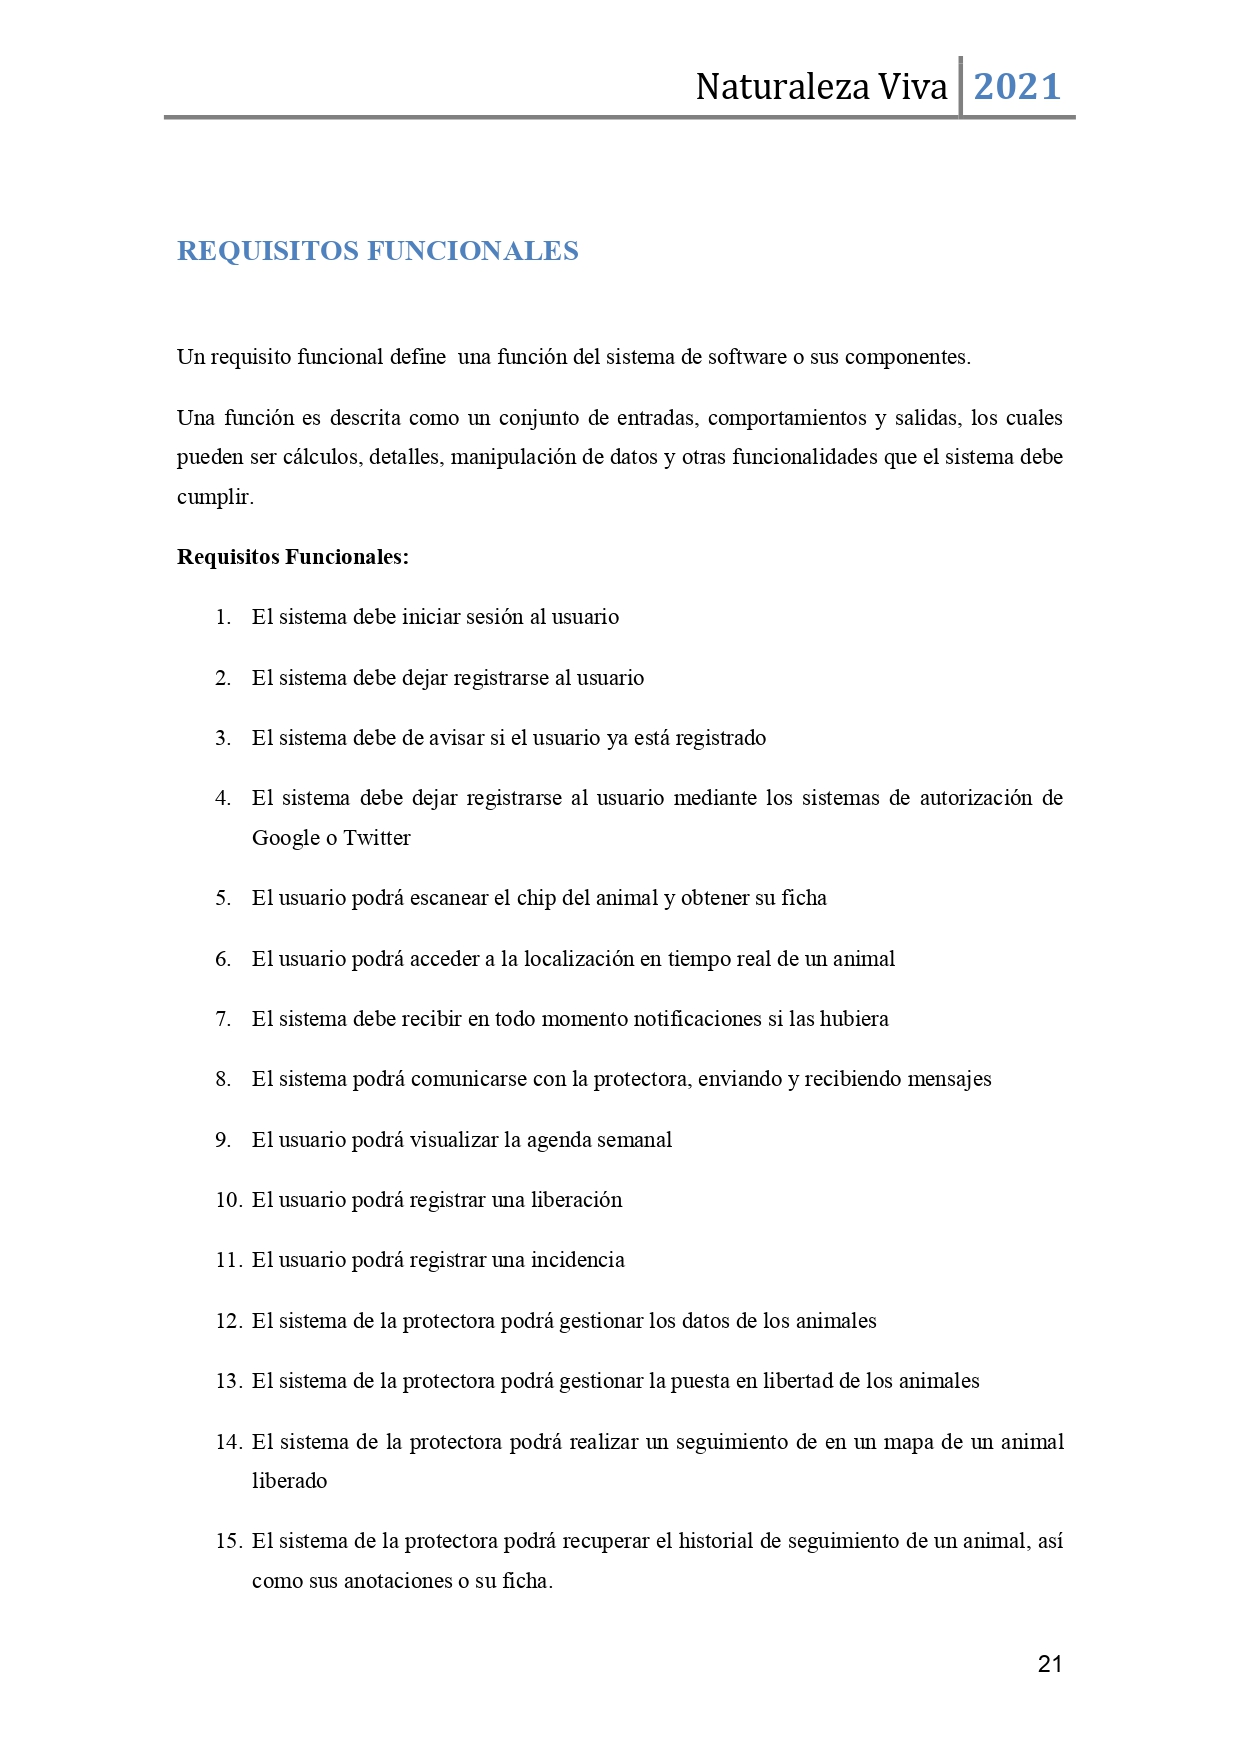 Naturaleza Viva 2021
REQUISITOS FUNCIONALES
Un requisito funcional define  una función del sistema de software o sus componentes.
Una función es descrita como un conjunto de entradas, comportamientos y salidas, los cuales
pueden ser cálculos, detalles, manipulación de datos y otras funcionalidades que el sistema debe
cumplir.
Requisitos Funcionales:
1. El sistema debe iniciar sesión al usuario
2. El sistema debe dejar registrarse al usuario
3. El sistema debe de avisar si el usuario ya está registrado
4. El sistema debe dejar registrarse al usuario mediante los sistemas de autorización de
Google o Twitter
5. El usuario podrá escanear el chip del animal y obtener su ficha
6. El usuario podrá acceder a la localización en tiempo real de un animal
7. El sistema debe recibir en todo momento notificaciones si las hubiera
8. El sistema podrá comunicarse con la protectora, enviando y recibiendo mensajes
9. El usuario podrá visualizar la agenda semanal
10. El usuario podrá registrar una liberación
11. El usuario podrá registrar una incidencia
12. El sistema de la protectora podrá gestionar los datos de los animales
13. El sistema de la protectora podrá gestionar la puesta en libertad de los animales
14. El sistema de la protectora podrá realizar un seguimiento de en un mapa de un animal
liberado
15. El sistema de la protectora podrá recuperar el historial de seguimiento de un animal, así
como sus anotaciones o su ficha.
21